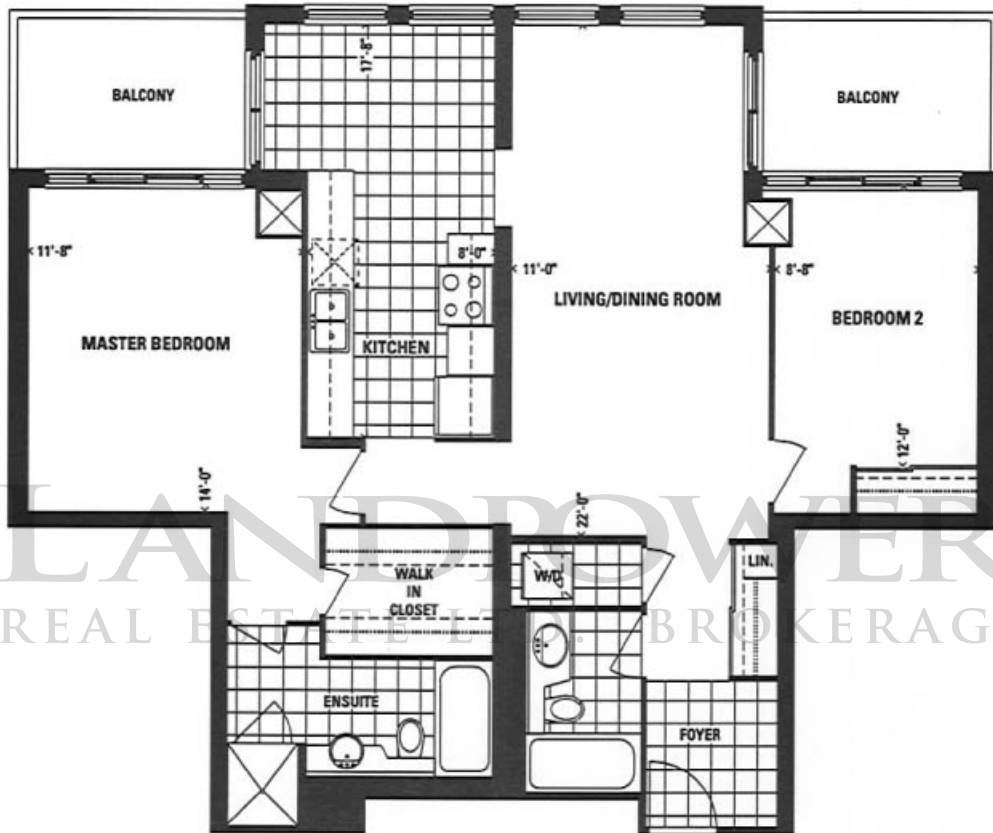 17'-8"
BALCONY
BALCONY
11'-8"
8'-0"
11'-0"
8'-8"
LIVING/DINING ROOM
BEDROOM 2
MASTER BEDROOM
KITCHEN
12'-0"
14'-0"
22'-0"
LANDPOWER
REAL ESTATE LTD. BROKERAG
WALK
IN
CLOSET
W/D
LIN.
ENSUITE
FOYER